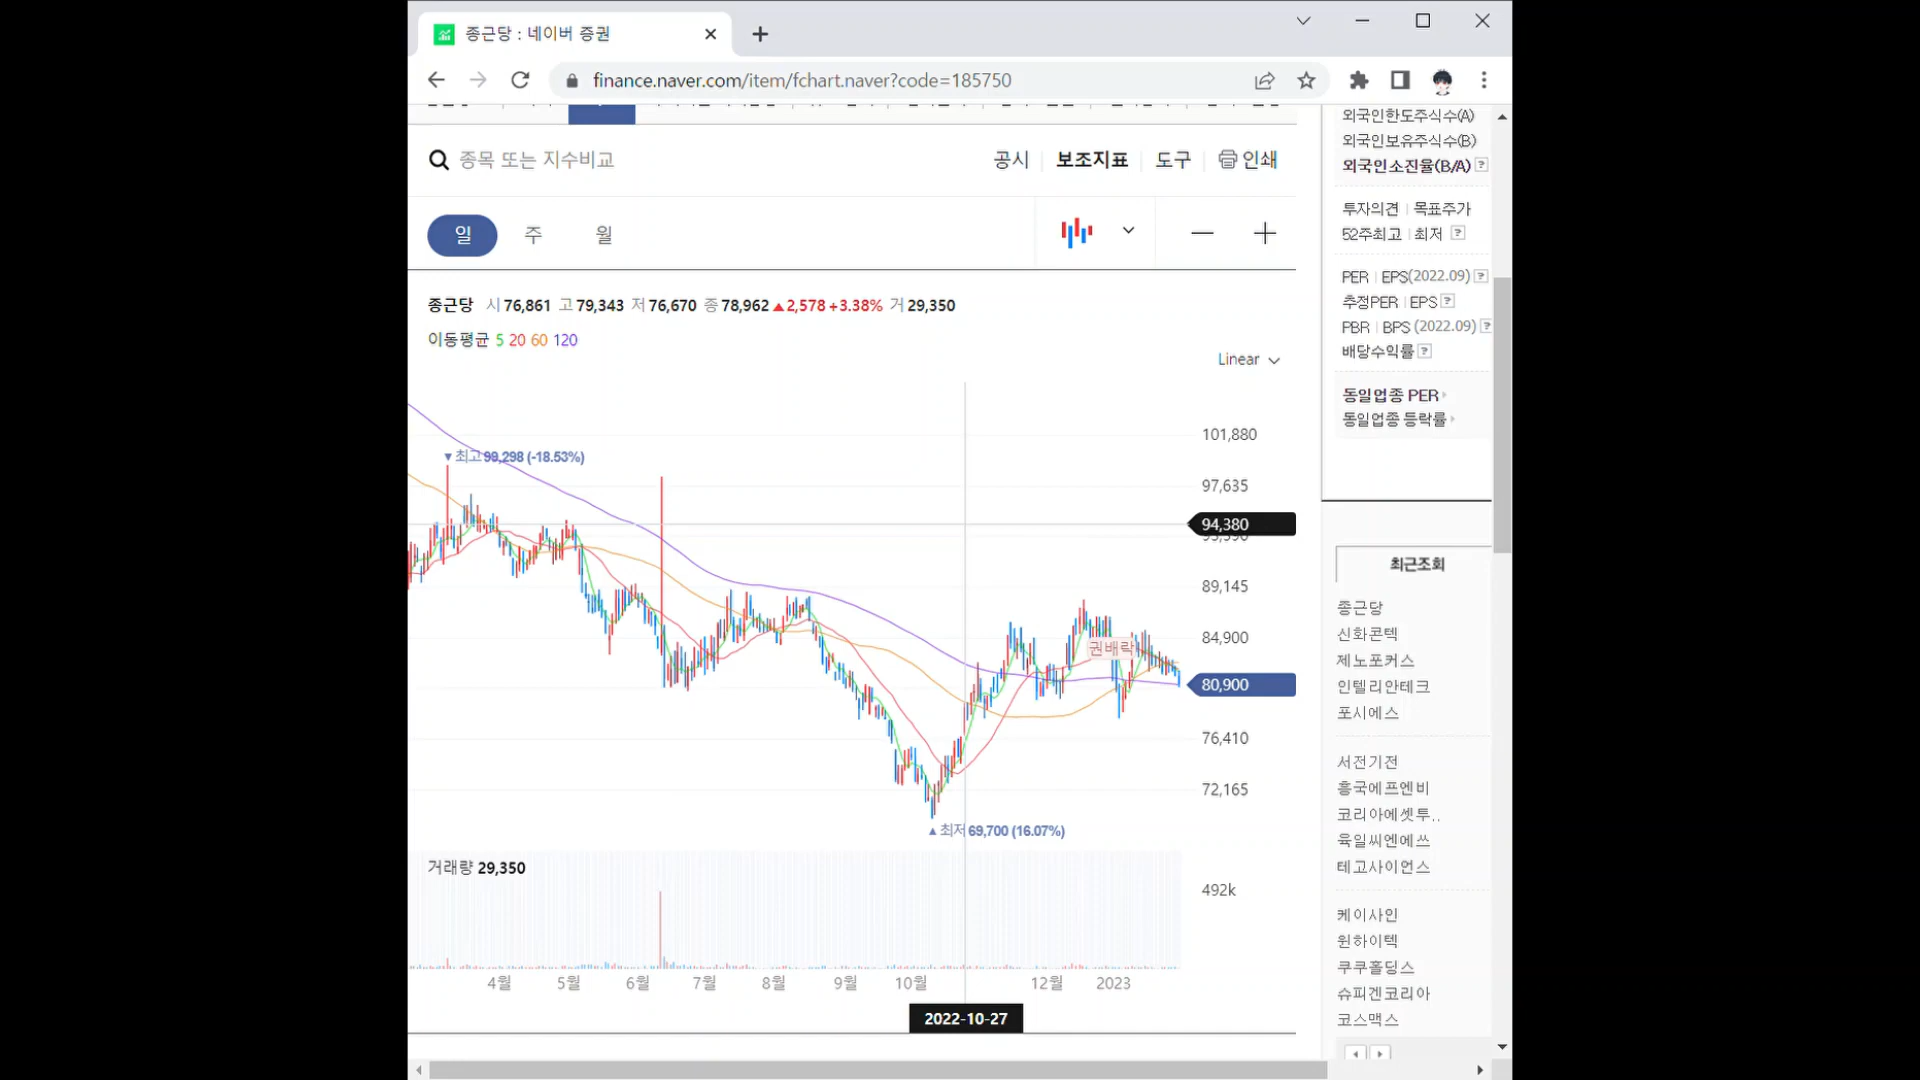 종근당 : 네이버 증권
finance.naver.com/item/fchart.naver?code=185750
종목 또는 지수비교
공시 보조지표 도구 인쇄
일 주 월
종근당 시 76,861 고 79,343 저 76,670 종 78,962 ▲2,578 +3.38% 거 29,350
이동평균 5 20 60 120
Linear
101,880
▼최고 99,298 (-18.53%)
97,635
94,380
93,390
89,145
84,900
권배락
80,900
76,410
72,165
▲최저 69,700 (16.07%)
거래량 29,350
492k
4월 5월 6월 7월 8월 9월 10월 12월 2023
2022-10-27
외국인한도주식수(A)
외국인보유주식수(B)
외국인소진율(B/A) ?
투자의견 | 목표주가
52주최고 | 최저 ?
PER | EPS(2022.09) ?
추정PER | EPS ?
PBR | BPS (2022.09) ?
배당수익률 ?
동일업종 PER
동일업종 등락률
최근조회
종근당
신화콘텍
제노포커스
인텔리안테크
포시에스
서전기전
흥국에프엔비
코리아에셋투..
육일씨엔에쓰
테고사이언스
케이사인
원하이텍
쿠쿠홀딩스
슈피겐코리아
코스맥스